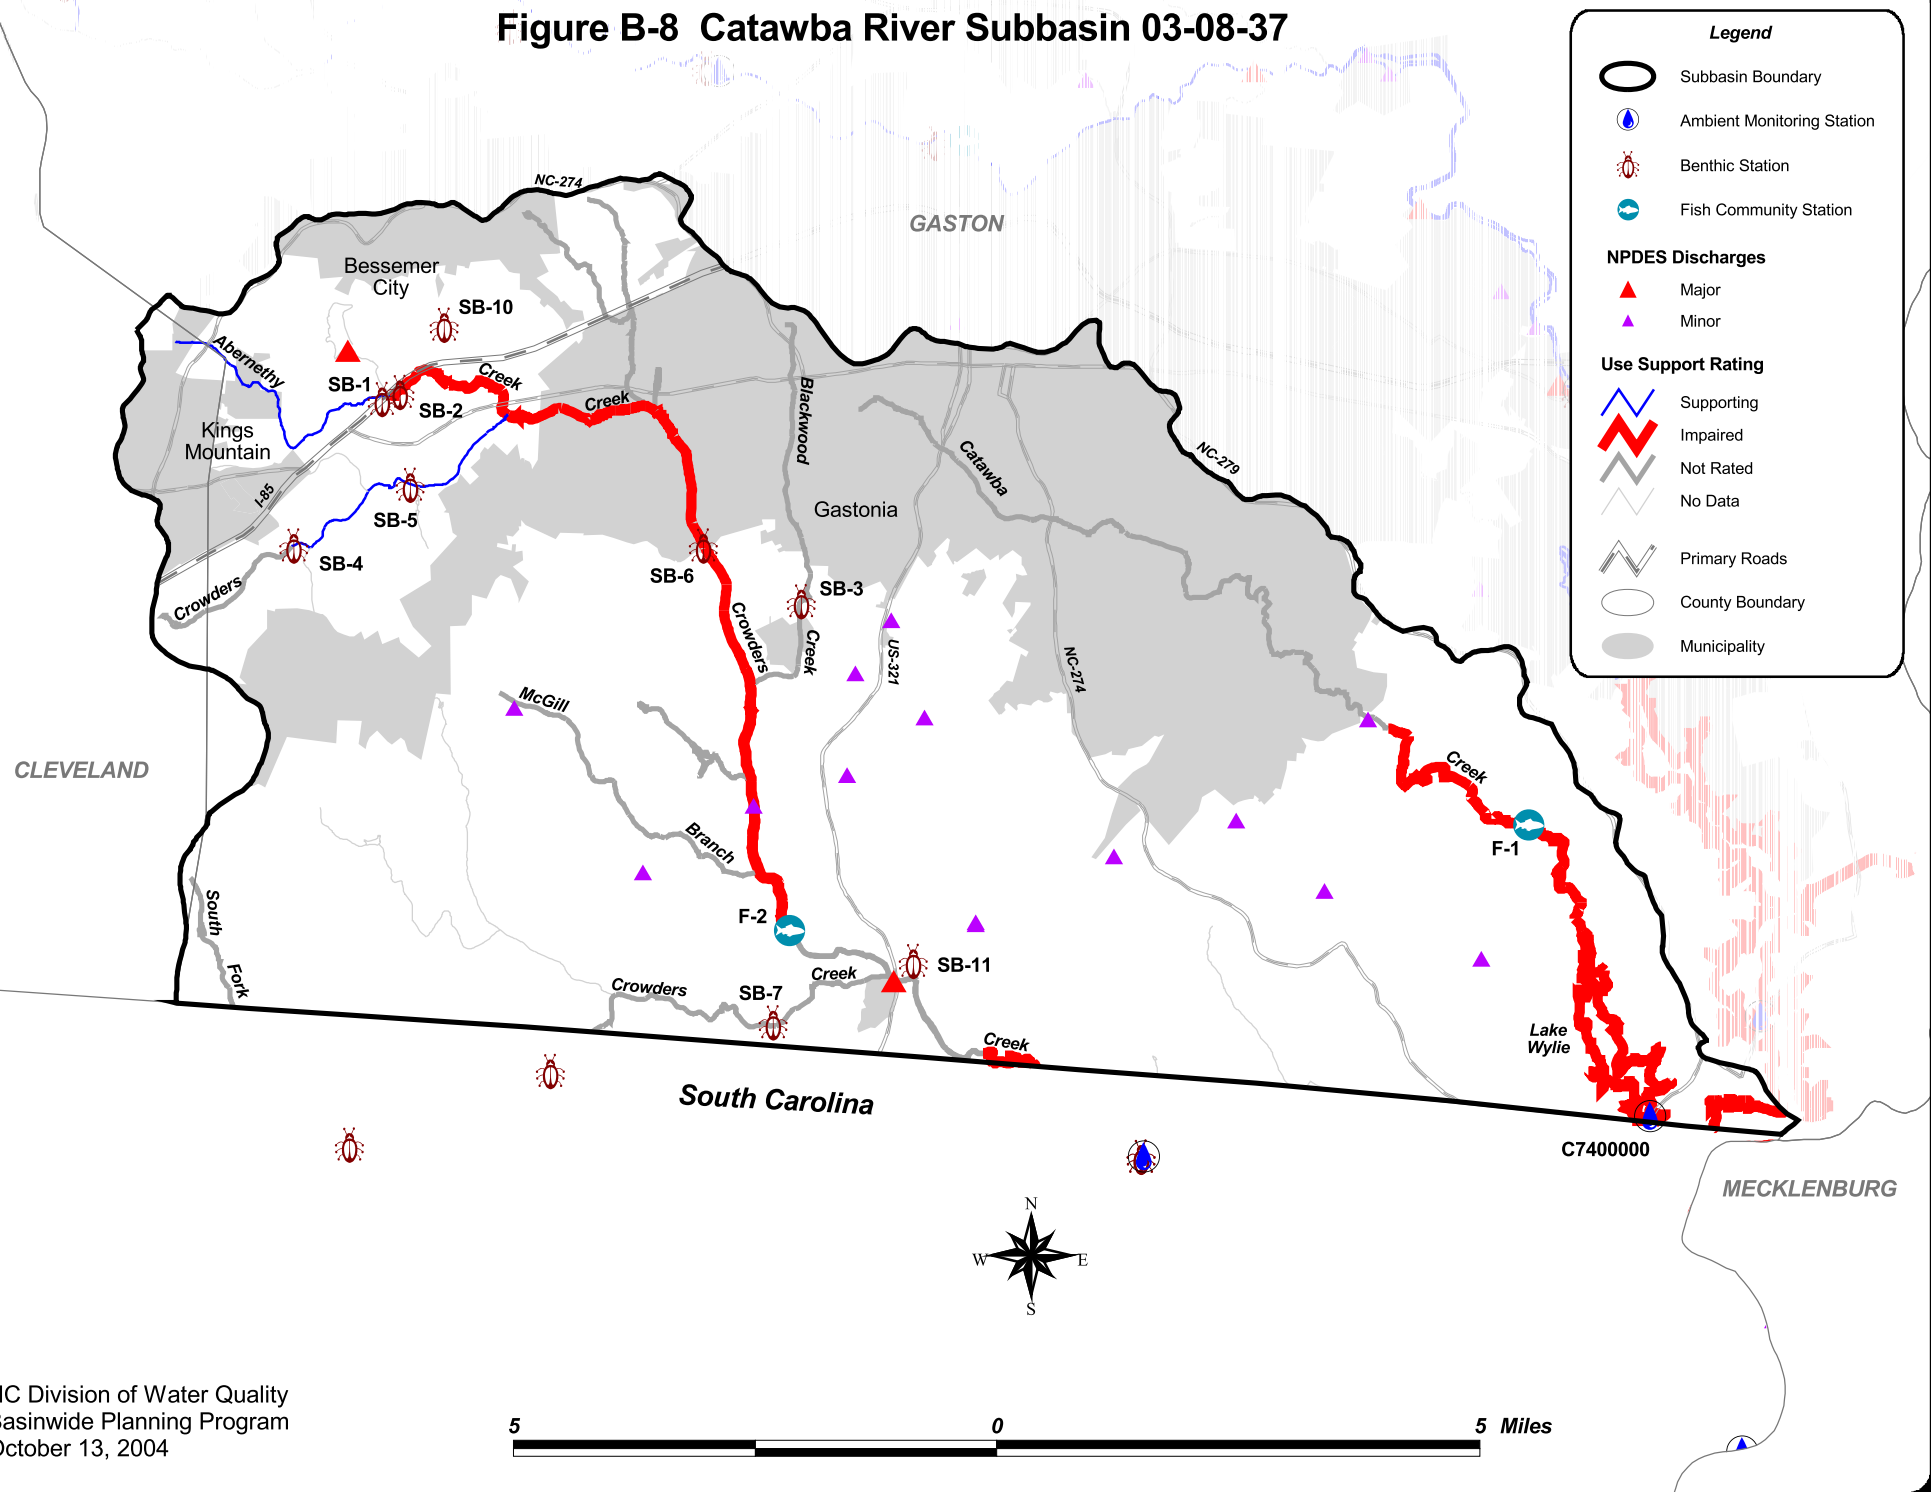 Figure B-8 Catawba River Subbasin 03-08-37
Legend
Subbasin Boundary
Ambient Monitoring Station
Benthic Station
Fish Community Station
NPDES Discharges
Major
Minor
Use Support Rating
Supporting
Impaired
Not Rated
No Data
Primary Roads
County Boundary
Municipality
NC-274
GASTON
Bessemer
City
SB-10
Abernethy
SB-1
SB-2
Creek
Creek
Blackwood
Kings
Mountain
I-85
SB-5
SB-4
Crowders
Catawba
NC-279
Gastonia
SB-6
SB-3
Crowders
Creek
US-321
NC-274
McGill
Branch
CLEVELAND
Creek
F-1
F-2
South
Fork
SB-11
Creek
Crowders
SB-7
Creek
Lake
Wylie
South Carolina
C7400000
MECKLENBURG
N
W
E
S
IC Division of Water Quality
Basinwide Planning Program
October 13, 2004
5 0 5 Miles